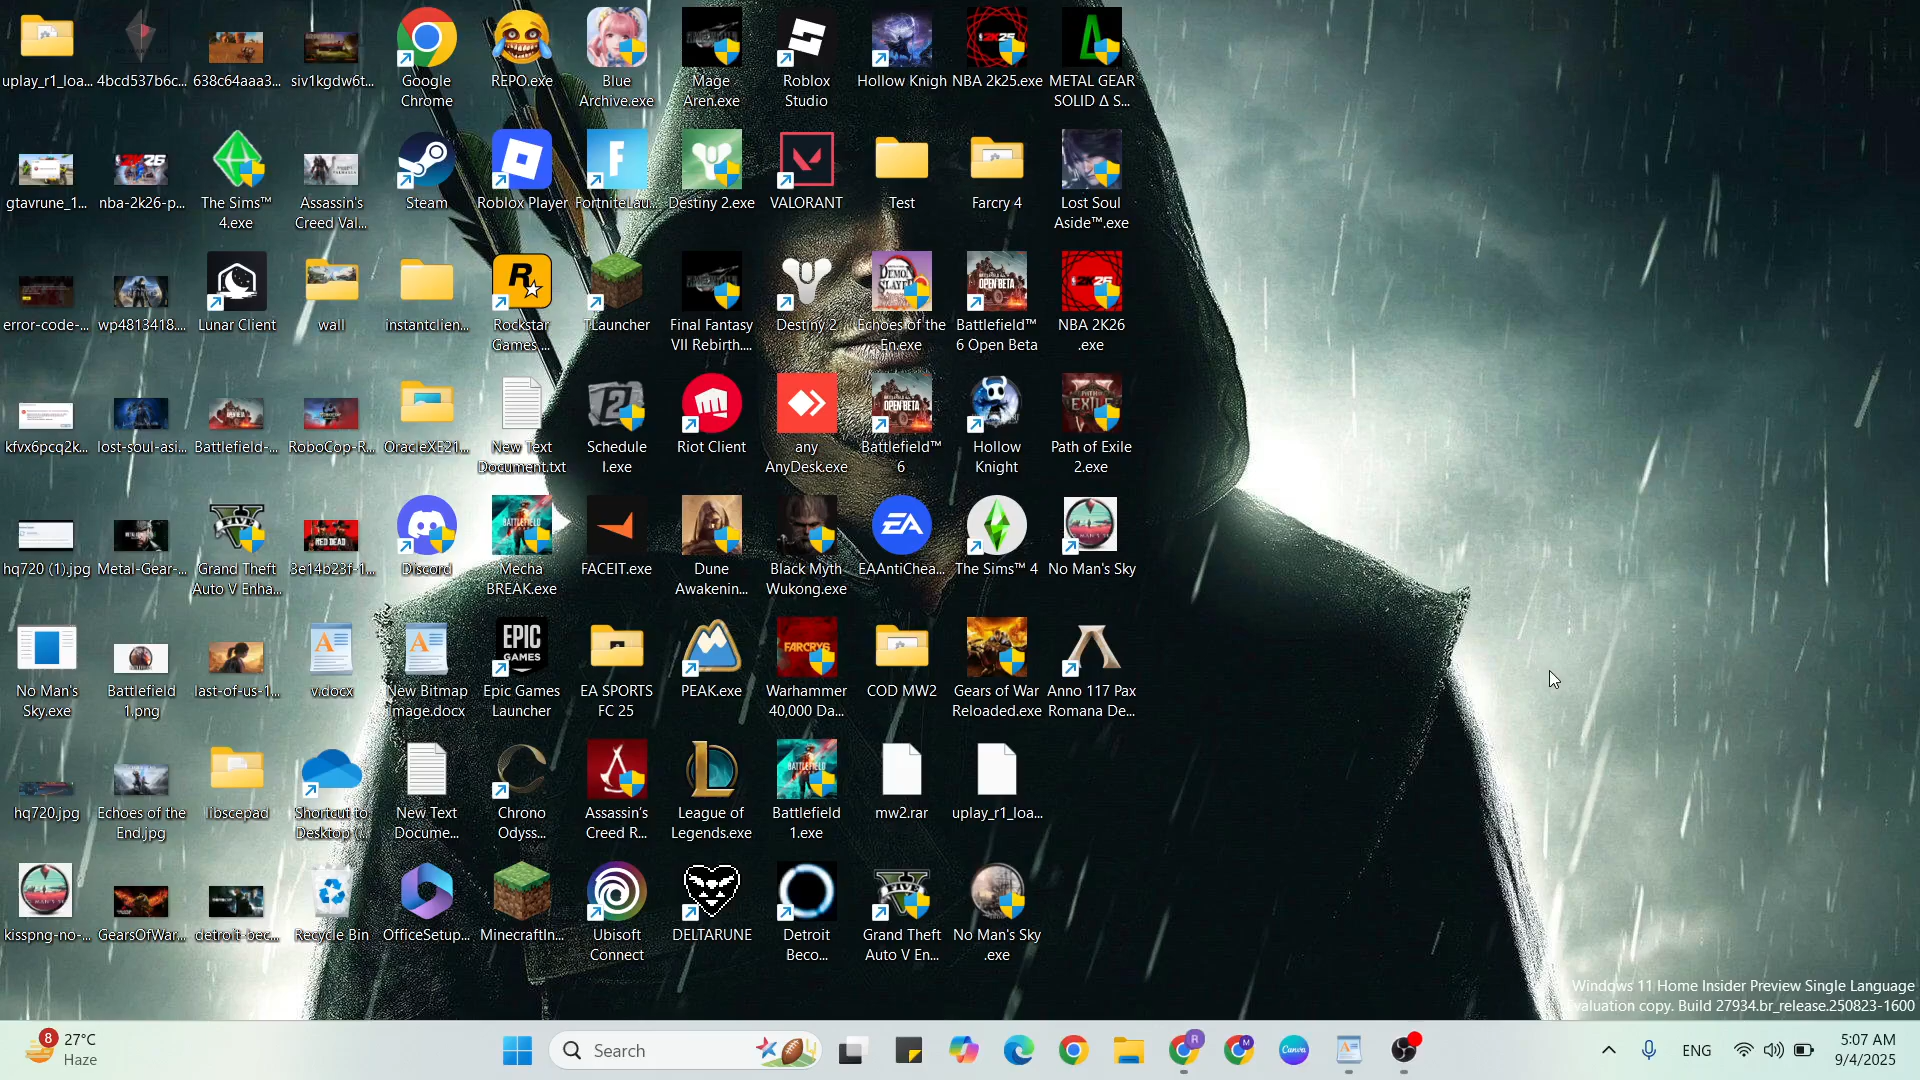 uplay_r1_loa...
4bcd537b6c...
638c64aaa3...
siv1kgdw6t...
Google
Chrome
REPO.exe
Blue
Archive.exe
Mage
Aren.exe
Roblox
Studio
Hollow Knigh
NBA 2k25.exe
METAL GEAR
SOLID Δ S...
gtavrune_1...
nba-2k26-p...
The Sims™
4.exe
Assassin's
Creed Val...
Steam
Roblox Player
FortniteLau...
Destiny 2.exe
VALORANT
Test
Farcry 4
Lost Soul
Aside™.exe
error-code-...
wp4813418....
Lunar Client
wall
instantclien...
Rockstar
Games ...
TLauncher
Final Fantasy
VII Rebirth....
Destiny 2
Echoes of the
En.exe
Battlefield™
6 Open Beta
NBA 2K26
.exe
kfvx6pcq2k...
lost-soul-asi...
Battlefield-...
RoboCop-R...
OracleXE21...
New Text
Document.txt
Schedule
I.exe
Riot Client
any
AnyDesk.exe
Battlefield™
6
Hollow
Knight
Path of Exile
2.exe
hq720 (1).jpg
Metal-Gear-...
Grand Theft
Auto V Enha...
3e14b23f-1...
Discord
Mecha
BREAK.exe
FACEIT.exe
Dune
Awakenin...
Black Myth
Wukong.exe
EAAntiChea...
The Sims™ 4
No Man's Sky
No Man's
Sky.exe
Battlefield
1.png
last-of-us-1...
v.docx
New Bitmap
Image.docx
Epic Games
Launcher
EA SPORTS
FC 25
PEAK.exe
Warhammer
40,000 Da...
COD MW2
Gears of War
Reloaded.exe
Anno 117 Pax
Romana De...
hq720.jpg
Echoes of the
End.jpg
libscepad
Shortcut to
Desktop (...
New Text
Docume...
Chrono
Odyss...
Assassin's
Creed R...
League of
Legends.exe
Battlefield
1.exe
mw2.rar
uplay_r1_loa...
kisspng-no-...
GearsOfWar...
detroit-bec...
Recycle Bin
OfficeSetup...
MinecraftIn...
Ubisoft
Connect
DELTARUNE
Detroit
Beco...
Grand Theft
Auto V En...
No Man's Sky
.exe
Windows 11 Home Insider Preview Single Language
Evaluation copy. Build 27934.br_release.250823-1600
8
27°C
Haze
Search
ENG
5:07 AM
9/4/2025